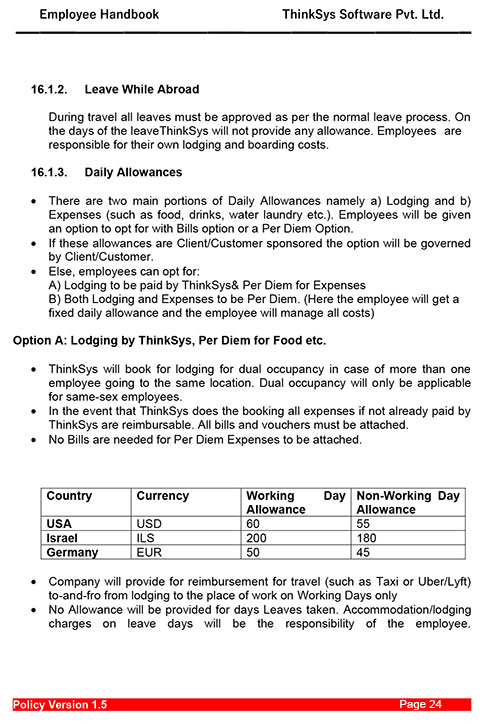 Employee Handbook ThinkSys Software Pvt. Ltd.
16.1.2. Leave While Abroad
During travel all leaves must be approved as per the normal leave process. On
the days of the leaveThinkSys will not provide any allowance. Employees are
responsible for their own lodging and boarding costs.
16.1.3. Daily Allowances
• There are two main portions of Daily Allowances namely a) Lodging and b)
Expenses (such as food, drinks, water laundry etc.). Employees will be given
an option to opt for with Bills option or a Per Diem Option.
• If these allowances are Client/Customer sponsored the option will be governed
by Client/Customer.
• Else, employees can opt for:
A) Lodging to be paid by ThinkSys& Per Diem for Expenses
B) Both Lodging and Expenses to be Per Diem. (Here the employee will get a
fixed daily allowance and the employee will manage all costs)
Option A: Lodging by ThinkSys, Per Diem for Food etc.
• ThinkSys will book for lodging for dual occupancy in case of more than one
employee going to the same location. Dual occupancy will only be applicable
for same-sex employees.
• In the event that ThinkSys does the booking all expenses if not already paid by
ThinkSys are reimbursable. All bills and vouchers must be attached.
• No Bills are needed for Per Diem Expenses to be attached.
Country Currency Working Day Non-Working Day
Allowance Allowance
USA USD 60 55
Israel ILS 200 180
Germany EUR 50 45
• Company will provide for reimbursement for travel (such as Taxi or Uber/Lyft)
to-and-fro from lodging to the place of work on Working Days only
• No Allowance will be provided for days Leaves taken. Accommodation/lodging
charges on leave days will be the responsibility of the employee.
Policy Version 1.5 Page 24